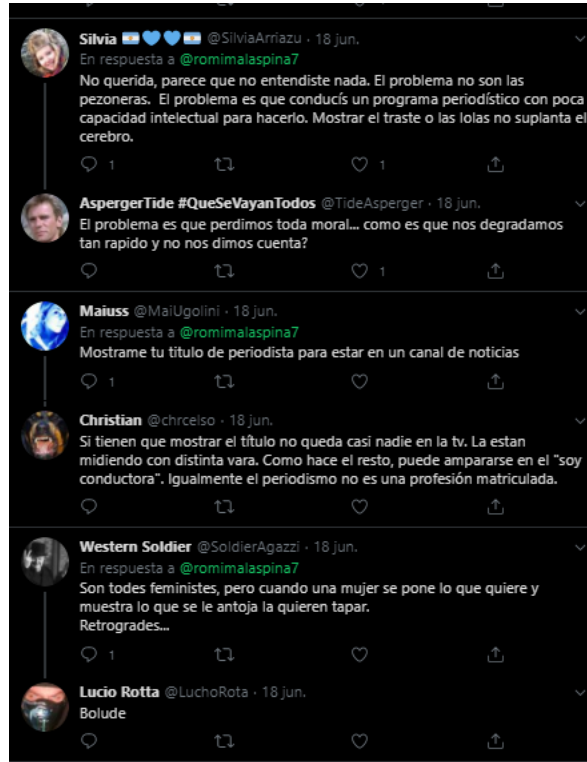 Silvia 🇦🇷💙💙🇦🇷 @SilviaArriazu · 18 jun.
En respuesta a @romimalaspina7
No querida, parece que no entendiste nada. El problema no son las
pezoneras. El problema es que conducís un programa periodístico con poca
capacidad intelectual para hacerlo. Mostrar el traste o las lolas no suplanta el
cerebro.
1 1
AspergerTide #QueSeVayanTodos @TideAsperger · 18 jun.
El problema es que perdimos toda moral... como es que nos degradamos
tan rapido y no nos dimos cuenta?
1
Maiuss @MaiUgolini · 18 jun.
En respuesta a @romimalaspina7
Mostrame tu titulo de periodista para estar en un canal de noticias
1
Christian @chrcelso · 18 jun.
Si tienen que mostrar el título no queda casi nadie en la tv. La estan
midiendo con distinta vara. Como hace el resto, puede ampararse en el "soy
conductora". Igualmente el periodismo no es una profesión matriculada.
Western Soldier @SoldierAgazzi · 18 jun.
En respuesta a @romimalaspina7
Son todes feministes, pero cuando una mujer se pone lo que quiere y
muestra lo que se le antoja la quieren tapar.
Retrogrades...
1
Lucio Rotta @LuchoRota · 18 jun.
Bolude